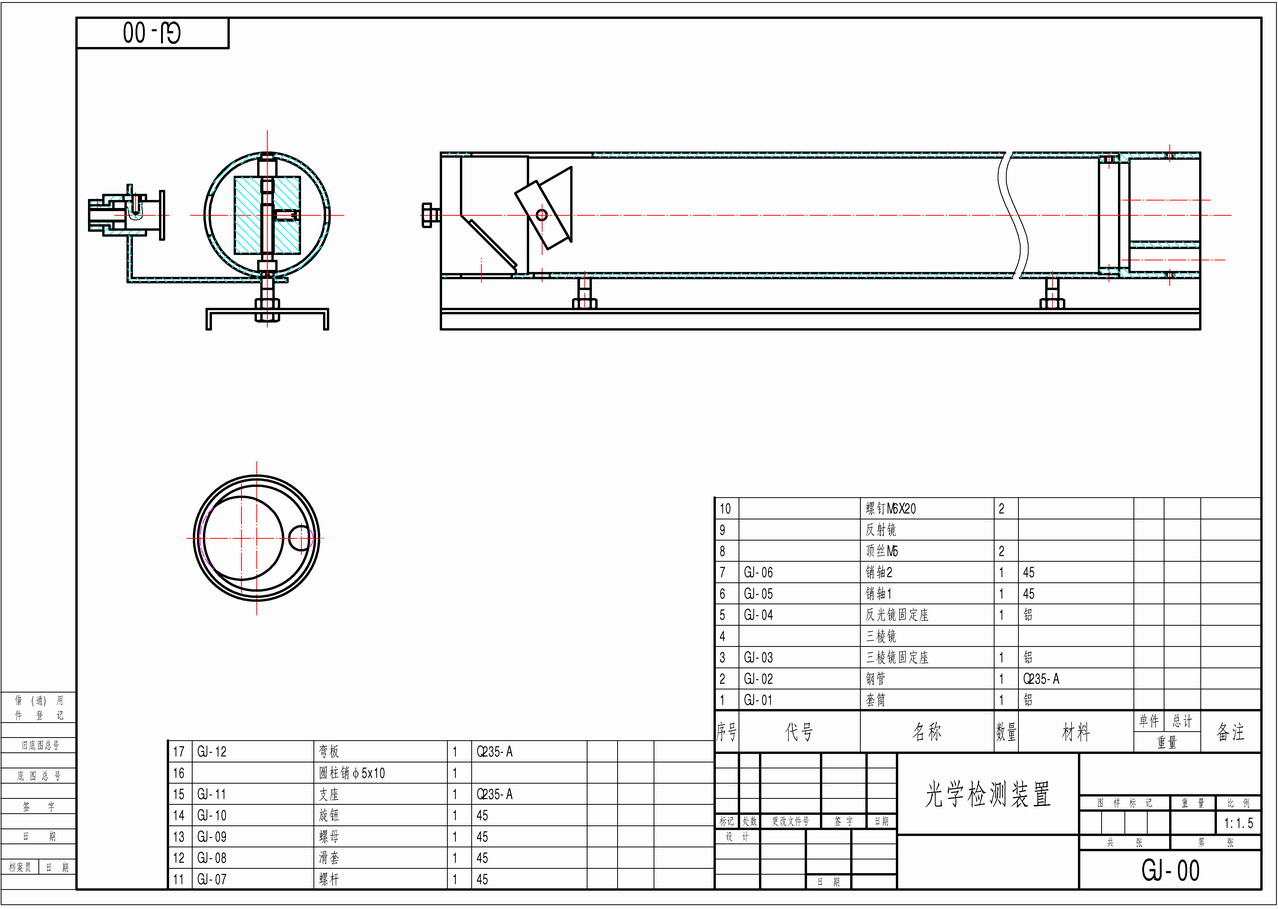 GJ-00
10 螺钉M6X20 2
9 反射镜
8 顶丝M5 2
7 GJ-06 销轴2 1 45
6 GJ-05 销轴1 1 45
5 GJ-04 反光镜固定座 1 铝
4 三棱镜
3 GJ-03 三棱镜固定座 1 铝
2 GJ-02 钢管 1 Q235-A
1 GJ-01 套筒 1 铝
序号 代号 名称 数量 材料 单件 总计 备注
重量
17 GJ-12 弯板 1 Q235-A
16 圆柱销φ5x10 1
15 GJ-11 支座 1 Q235-A
14 GJ-10 旋钮 1 45
13 GJ-09 螺母 1 45
12 GJ-08 滑套 1 45
11 GJ-07 螺杆 1 45
借(通)用
件登记
旧底图总号
底图总号
签字
日期
档案员 日期
标记 处数 更改文件号 签字 日期
设计
日期
光学检测装置
图样标记 重量 比例
1:1.5
共 张 第 张
GJ-00